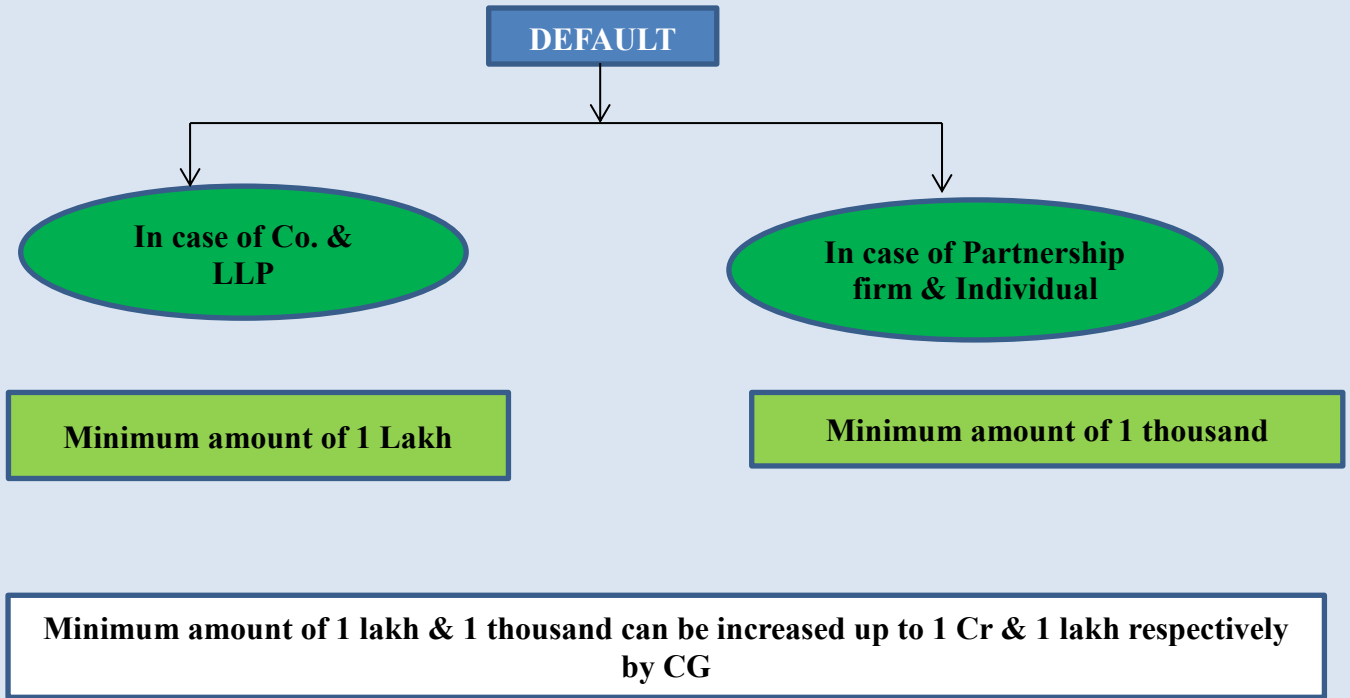 DEFAULT
In case of Co. &
LLP
In case of Partnership
firm & Individual
Minimum amount of 1 Lakh
Minimum amount of 1 thousand
Minimum amount of 1 lakh & 1 thousand can be increased up to 1 Cr & 1 lakh respectively
by CG